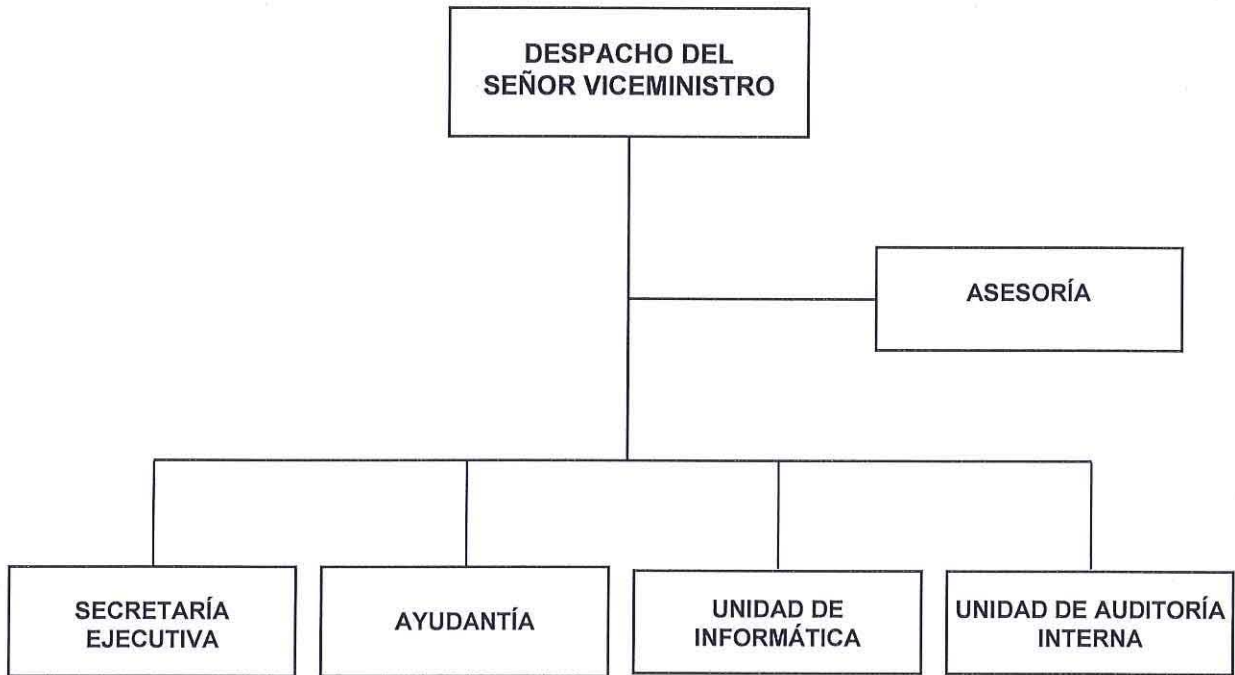 DESPACHO DEL
SEÑOR VICEMINISTRO
ASESORÍA
SECRETARÍA
EJECUTIVA
AYUDANTÍA
UNIDAD DE
INFORMÁTICA
UNIDAD DE AUDITORÍA
INTERNA